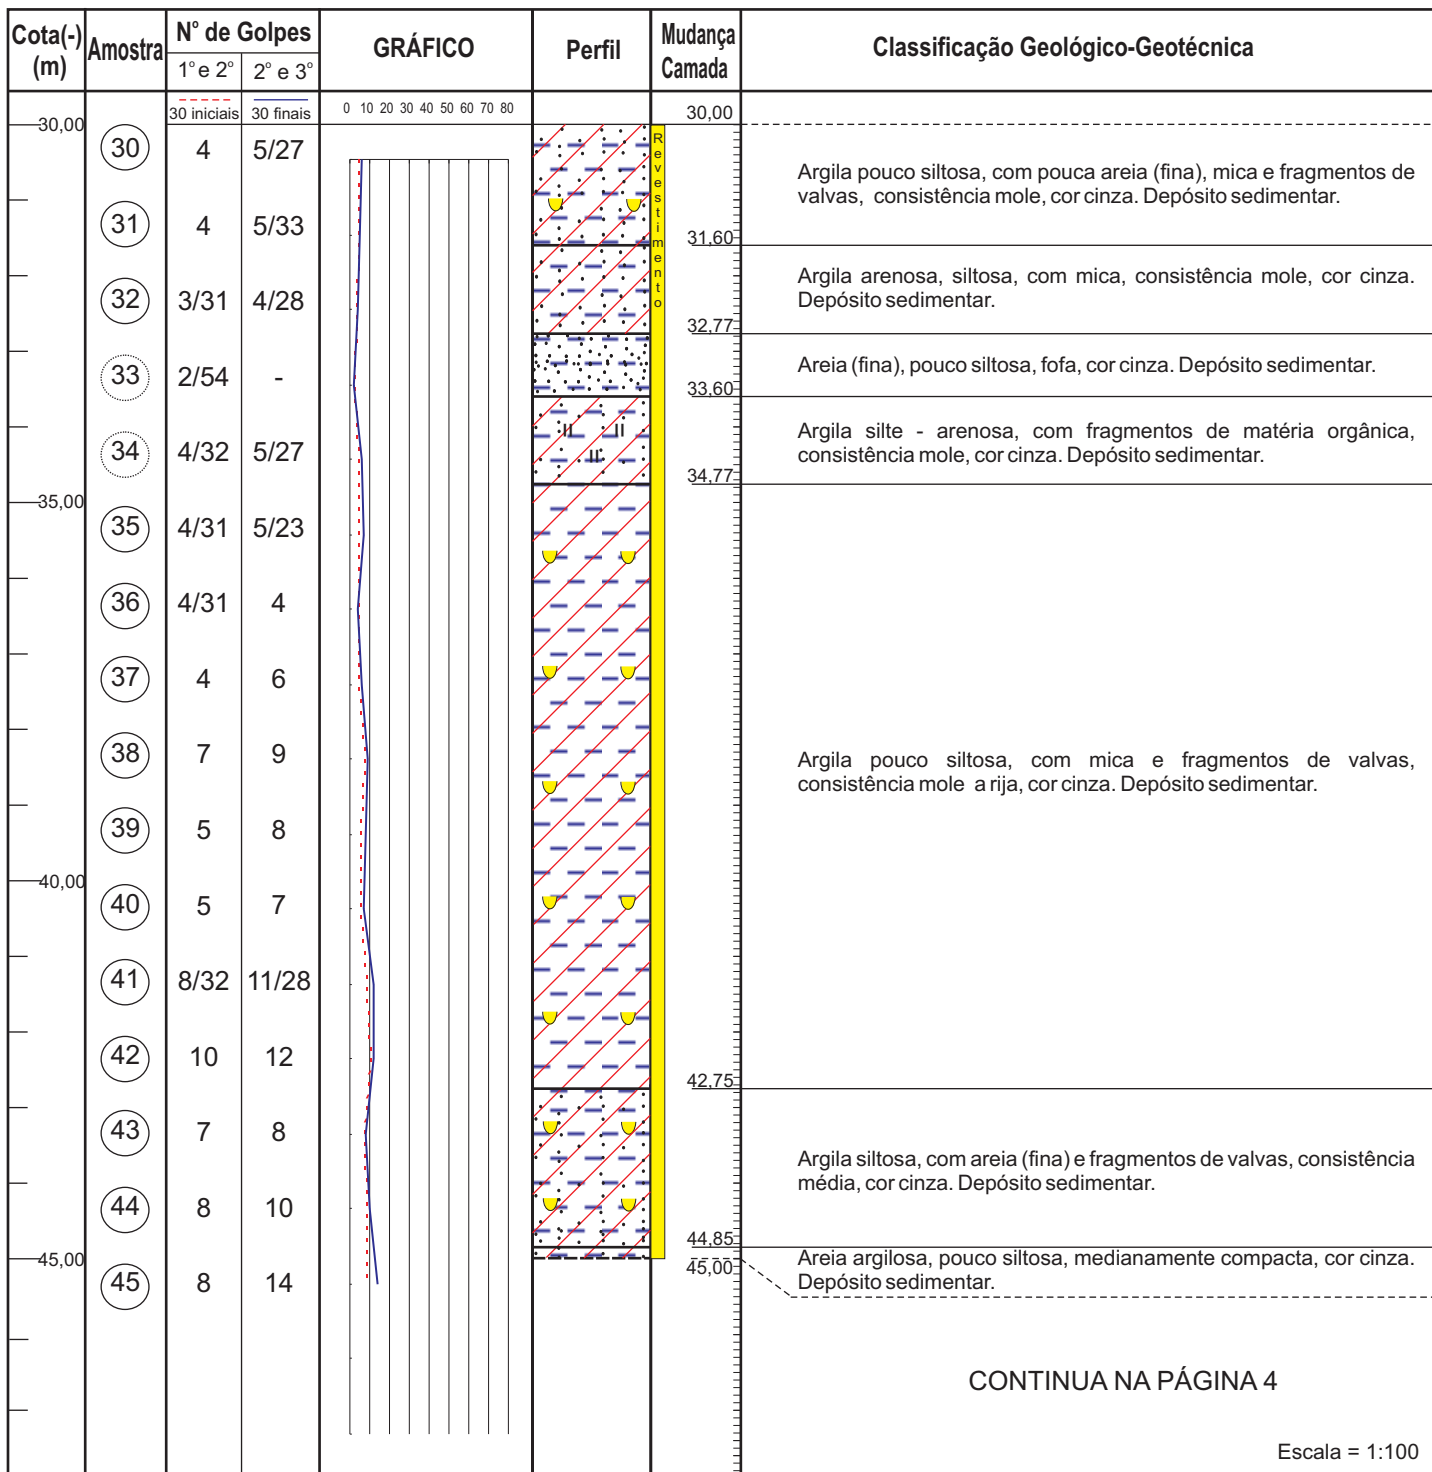 Cota(-) (m) Amostra N° de Golpes GRÁFICO Perfil Mudança Camada Classificação Geológico-Geotécnica
1° e 2° 2° e 3°
30 iniciais 30 finais 0 10 20 30 40 50 60 70 80 30,00
30,00
Revestimento
30 4 5/27
Argila pouco siltosa, com pouca areia (fina), mica e fragmentos de
valvas, consistência mole, cor cinza. Depósito sedimentar.
31 4 5/33
31,60
Argila arenosa, siltosa, com mica, consistência mole, cor cinza.
Depósito sedimentar.
32 3/31 4/28
32,77
Areia (fina), pouco siltosa, fofa, cor cinza. Depósito sedimentar.
33 2/54 -
33,60
Argila silte - arenosa, com fragmentos de matéria orgânica,
consistência mole, cor cinza. Depósito sedimentar.
34 4/32 5/27
34,77
35,00
35 4/31 5/23
36 4/31 4
37 4 6
38 7 9
Argila pouco siltosa, com mica e fragmentos de valvas,
consistência mole a rija, cor cinza. Depósito sedimentar.
39 5 8
40,00
40 5 7
41 8/32 11/28
42 10 12
42,75
43 7 8
Argila siltosa, com areia (fina) e fragmentos de valvas, consistência
média, cor cinza. Depósito sedimentar.
44 8 10
44,85
45,00
Areia argilosa, pouco siltosa, medianamente compacta, cor cinza.
45,00
Depósito sedimentar.
45 8 14
CONTINUA NA PÁGINA 4
Escala = 1:100